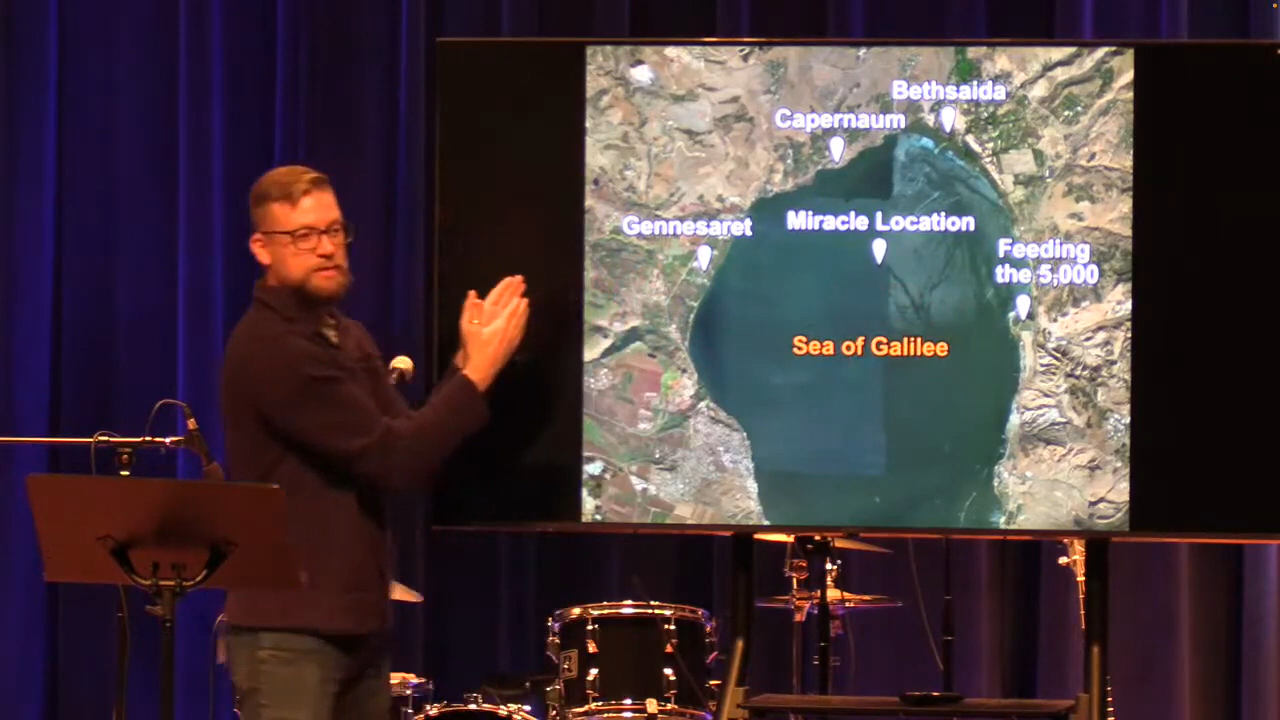 Bethsaida
Capernaum
Gennesaret
Miracle Location
Feeding
the 5,000
Sea of Galilee